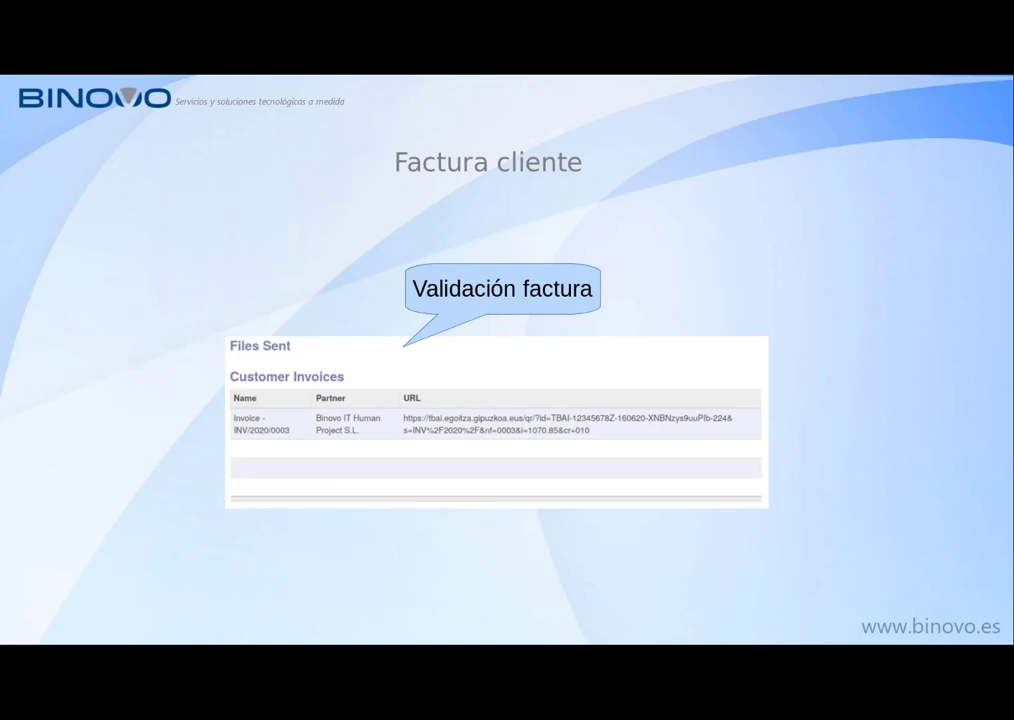 BINOVO Servicios y soluciones tecnológicas a medida
Factura cliente
Validación factura
Files Sent
Customer Invoices
Name Partner URL
Invoice - Binovo IT Human https://tbai.egoitza.gipuzkoa.eus/qr/?id=TBAI-12345678Z-160620-XNBNzys9uuPIb-224&
INV/2020/0003 Project S.L. s=INV%2F2020%2F&nf=0003&i=1070.85&cr=010
www.binovo.es